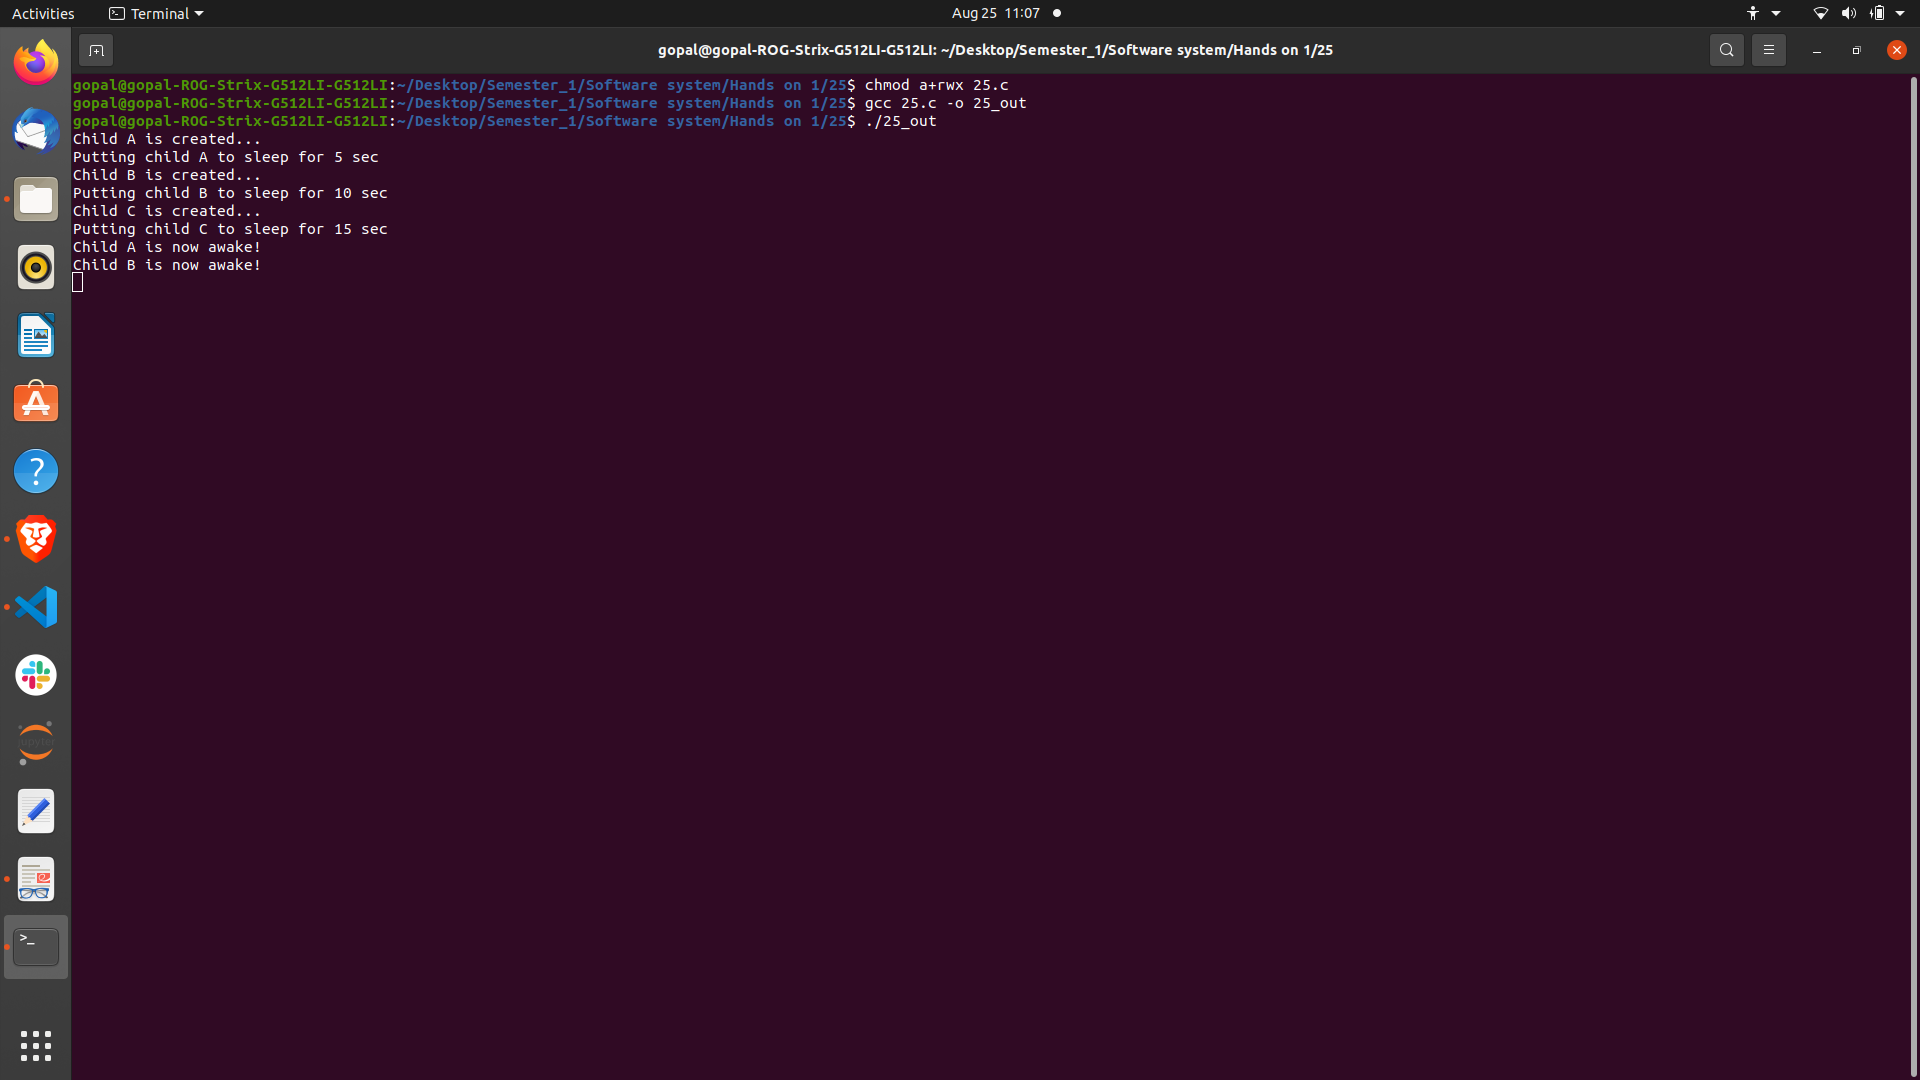 Activities
Terminal
Aug 25 11:07
gopal@gopal-ROG-Strix-G512LI-G512LI: ~/Desktop/Semester_1/Software system/Hands on 1/25
gopal@gopal-ROG-Strix-G512LI-G512LI:~/Desktop/Semester_1/Software system/Hands on 1/25$ chmod a+rwx 25.c
gopal@gopal-ROG-Strix-G512LI-G512LI:~/Desktop/Semester_1/Software system/Hands on 1/25$ gcc 25.c -o 25_out
gopal@gopal-ROG-Strix-G512LI-G512LI:~/Desktop/Semester_1/Software system/Hands on 1/25$ ./25_out
Child A is created...
Putting child A to sleep for 5 sec
Child B is created...
Putting child B to sleep for 10 sec
Child C is created...
Putting child C to sleep for 15 sec
Child A is now awake!
Child B is now awake!